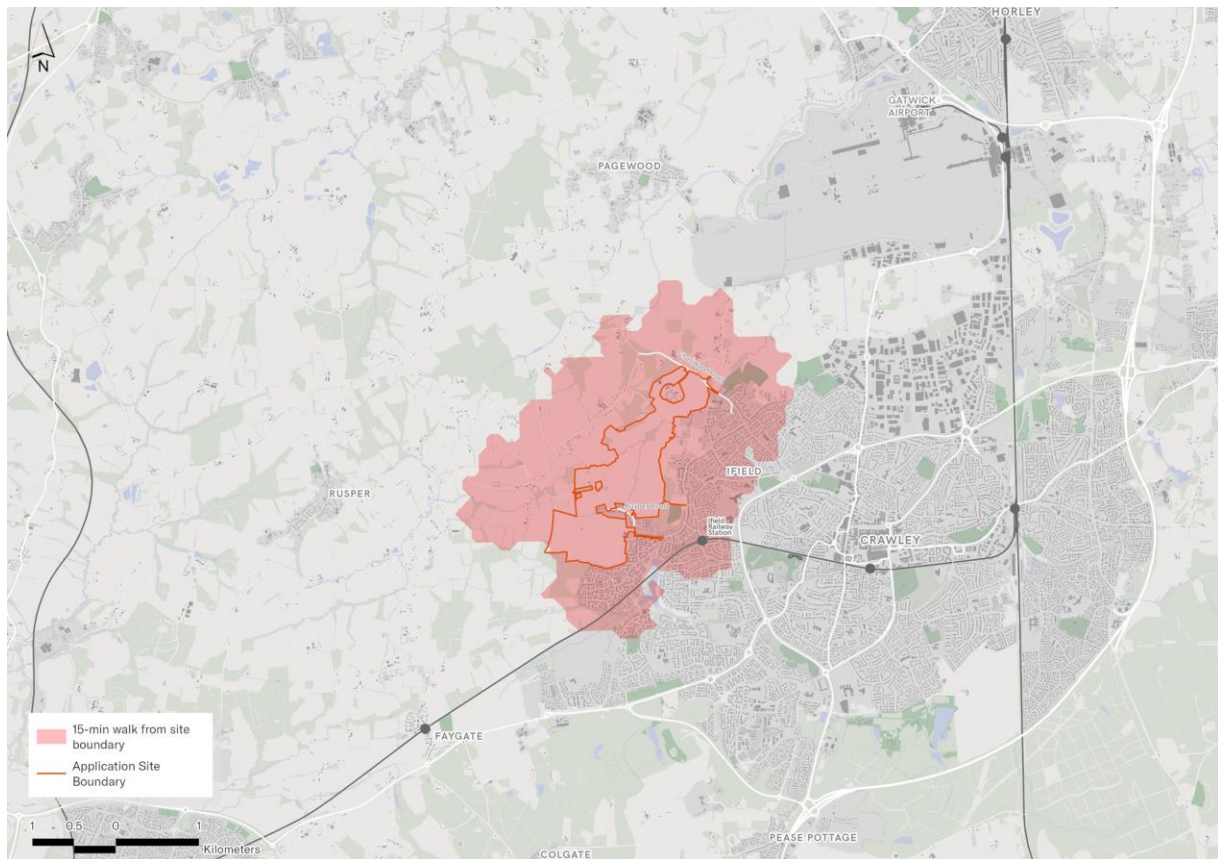 HORLEY
N
GATWICK
AIRPORT
PAGEWOOD
RUSPER
IFIELD
Ifield
Railway
Station
CRAWLEY
FAYGATE
PEASE POTTAGE
COLGATE
15-min walk from site
boundary
Application Site
Boundary
1 0.5 0 1
Kilometers